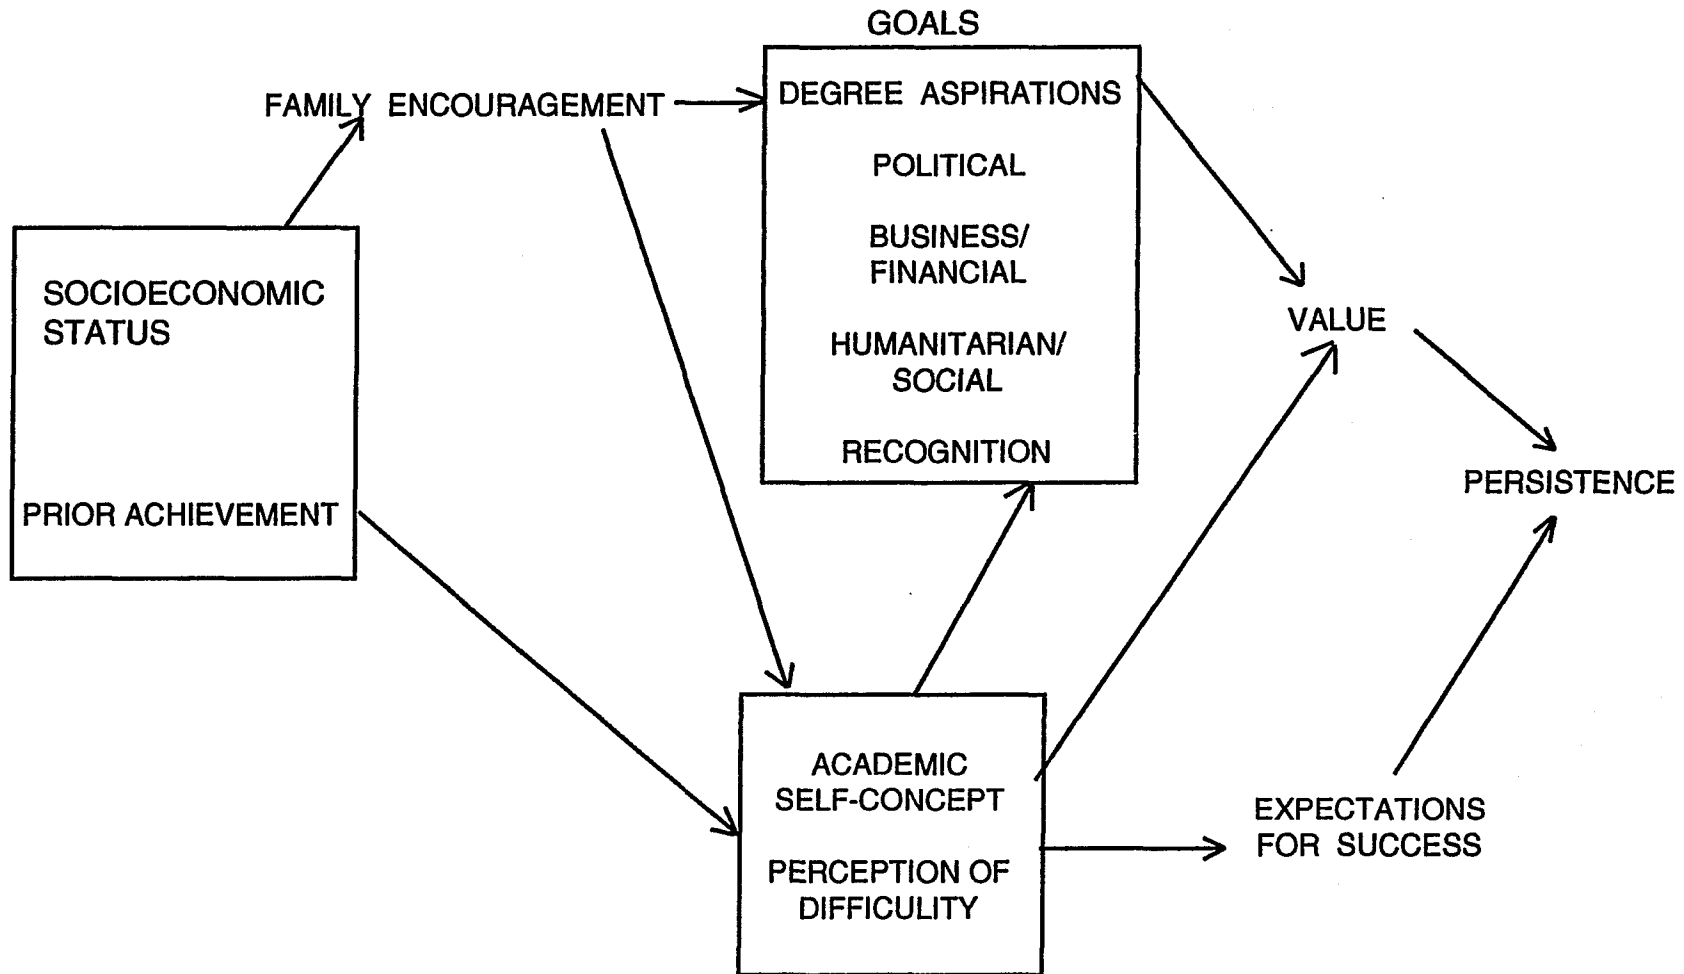 GOALS
FAMILY ENCOURAGEMENT
DEGREE ASPIRATIONS
POLITICAL
BUSINESS/
FINANCIAL
HUMANITARIAN/
SOCIAL
RECOGNITION
SOCIOECONOMIC
STATUS
PRIOR ACHIEVEMENT
VALUE
PERSISTENCE
ACADEMIC
SELF-CONCEPT
PERCEPTION OF
DIFFICULITY
EXPECTATIONS
FOR SUCCESS